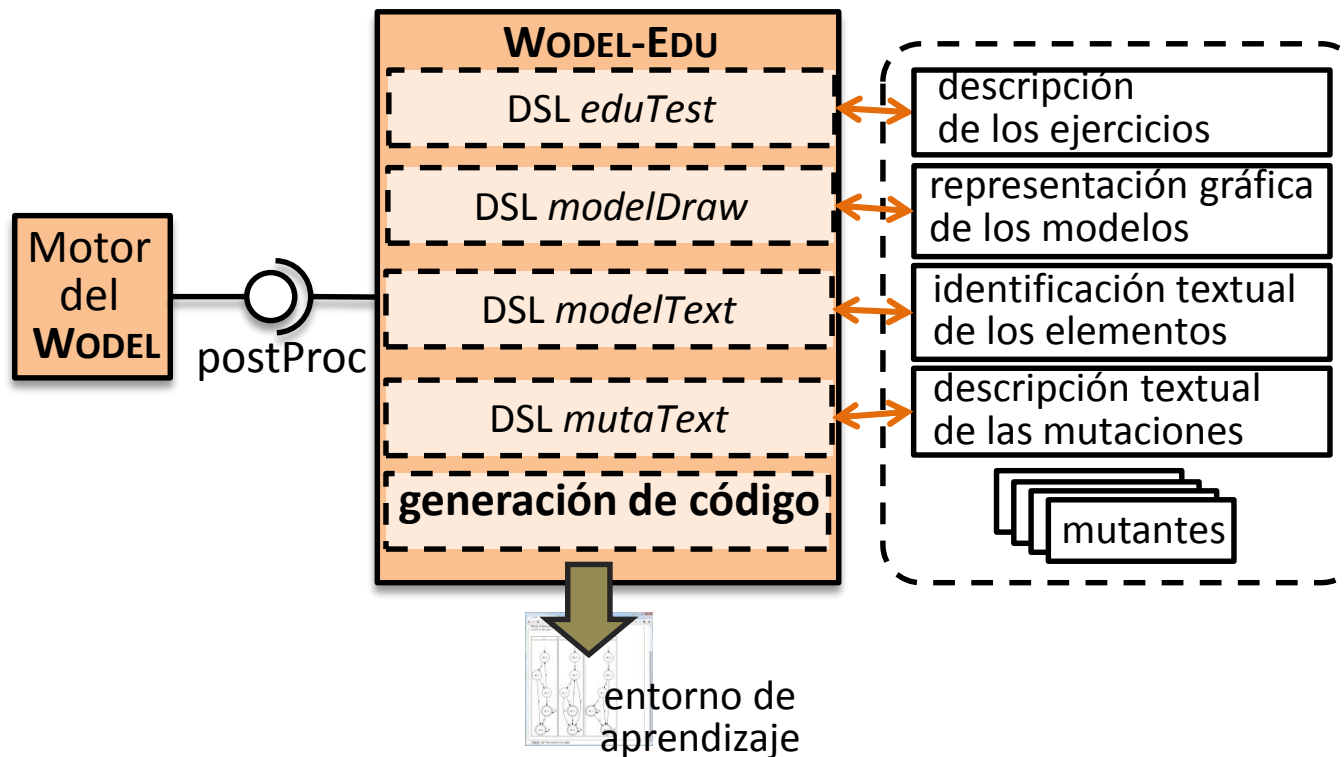 WODEL-EDU
DSL eduTest
DSL modelDraw
DSL modelText
DSL mutaText
generación de código
Motor
del
WODEL
postProc
descripción
de los ejercicios
representación gráfica
de los modelos
identificación textual
de los elementos
descripción textual
de las mutaciones
mutantes
entorno de
aprendizaje